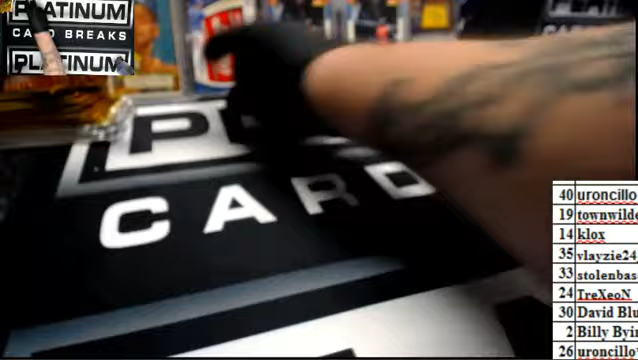 PLATINUM
CARD BREAKS
PLATINUM
CARD
40 uroncillo
19 townwilde
14 klox
35 vlayzie24
33 stolenbas
24 TreXeoN
30 David Blu
2 Billy Byi
26 uroncillo